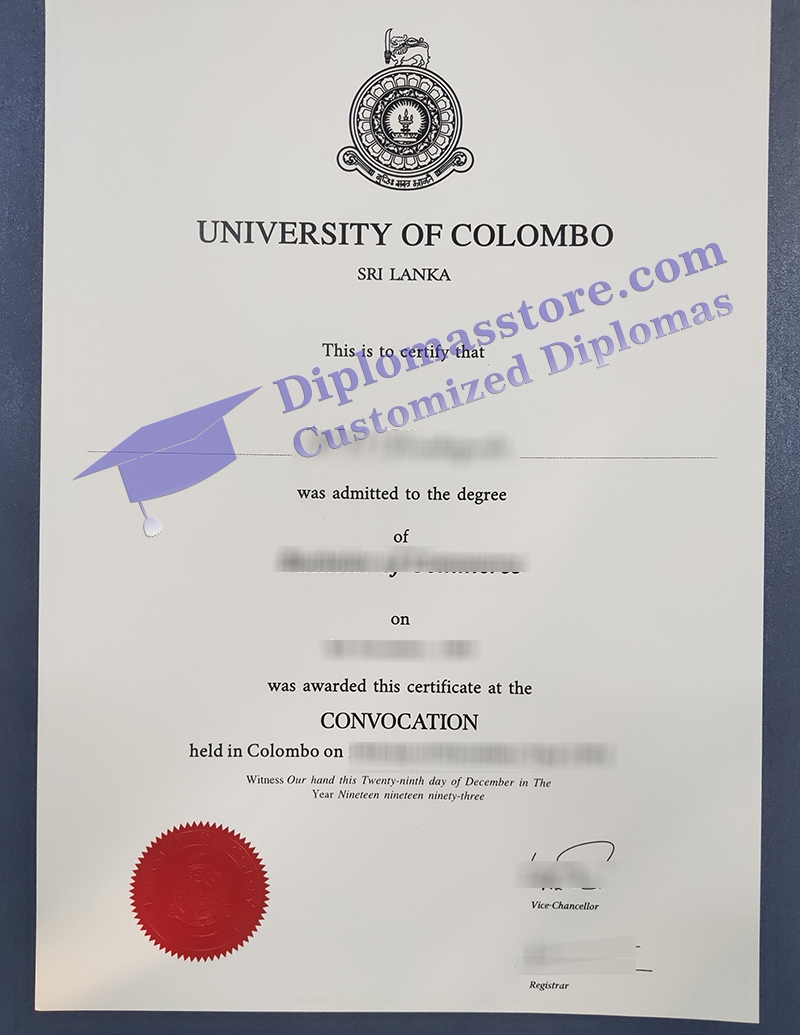 UNIVERSITY OF COLOMBO
SRI LANKA
Diplomasstore.com
Customized Diplomas
This is to certify that
was admitted to the degree
of
on
was awarded this certificate at the
CONVOCATION
held in Colombo on
Witness Our hand this Twenty-ninth day of December in The
Year Nineteen nineteen ninety-three
Vice-Chancellor
Registrar